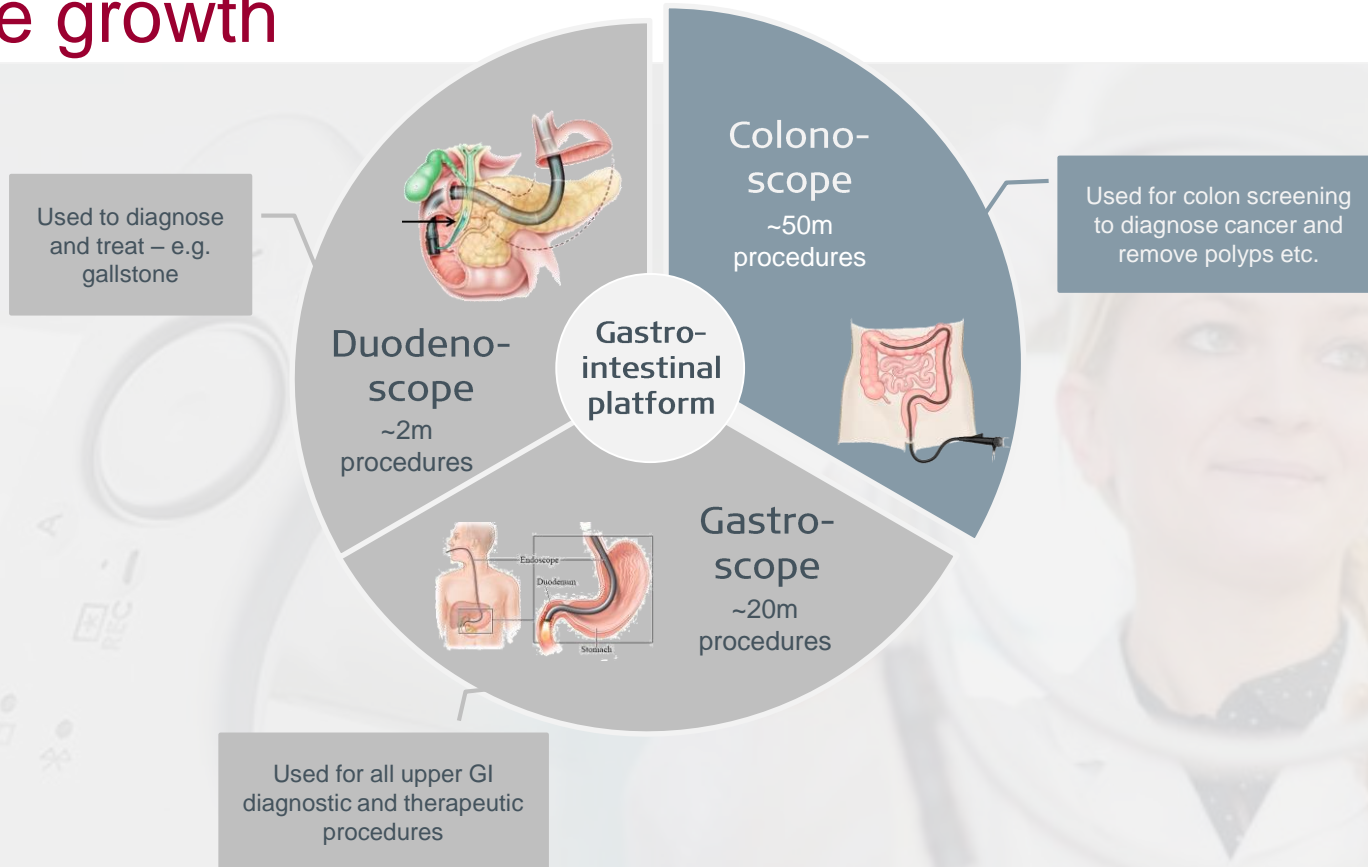 e growth
Used to diagnose
and treat – e.g.
gallstone
Duodeno-
scope
~2m
procedures
Gastro-
intestinal
platform
Colono-
scope
~50m
procedures
Used for colon screening
to diagnose cancer and
remove polyps etc.
Gastro-
scope
~20m
procedures
Endoscope
Duodenum
Stomach
Used for all upper GI
diagnostic and therapeutic
procedures
A
REC